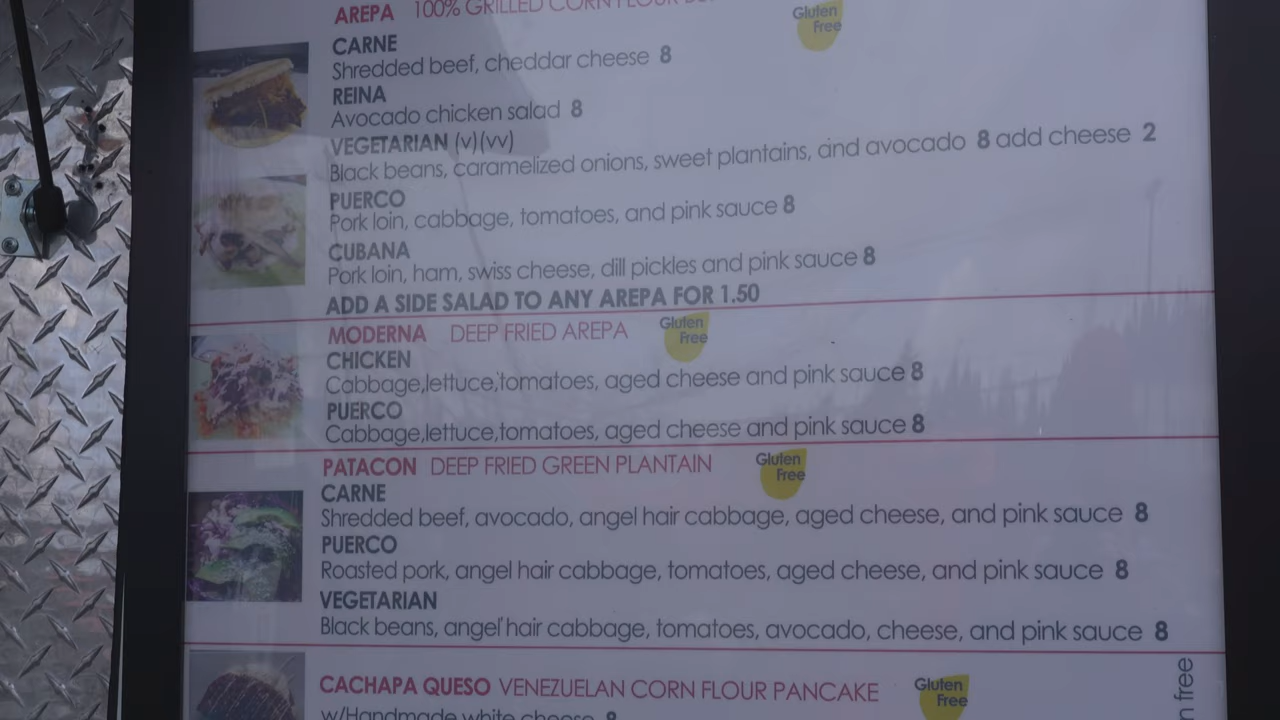 AREPA 100% GRILLED CORN FLOUR
Gluten Free
CARNE
Shredded beef, cheddar cheese 8
REINA
Avocado chicken salad 8
VEGETARIAN (v)(vv)
Black beans, caramelized onions, sweet plantains, and avocado 8 add cheese 2
PUERCO
Pork loin, cabbage, tomatoes, and pink sauce 8
CUBANA
Pork loin, ham, swiss cheese, dill pickles and pink sauce 8
ADD A SIDE SALAD TO ANY AREPA FOR 1.50
MODERNA DEEP FRIED AREPA
Gluten Free
CHICKEN
Cabbage,lettuce,tomatoes, aged cheese and pink sauce 8
PUERCO
Cabbage,lettuce,tomatoes, aged cheese and pink sauce 8
PATACON DEEP FRIED GREEN PLANTAIN
Gluten Free
CARNE
Shredded beef, avocado, angel hair cabbage, aged cheese, and pink sauce 8
PUERCO
Roasted pork, angel hair cabbage, tomatoes, aged cheese, and pink sauce 8
VEGETARIAN
Black beans, angel hair cabbage, tomatoes, avocado, cheese, and pink sauce 8
CACHAPA QUESO VENEZUELAN CORN FLOUR PANCAKE
Gluten Free
w/Handmade white cheese 8
free